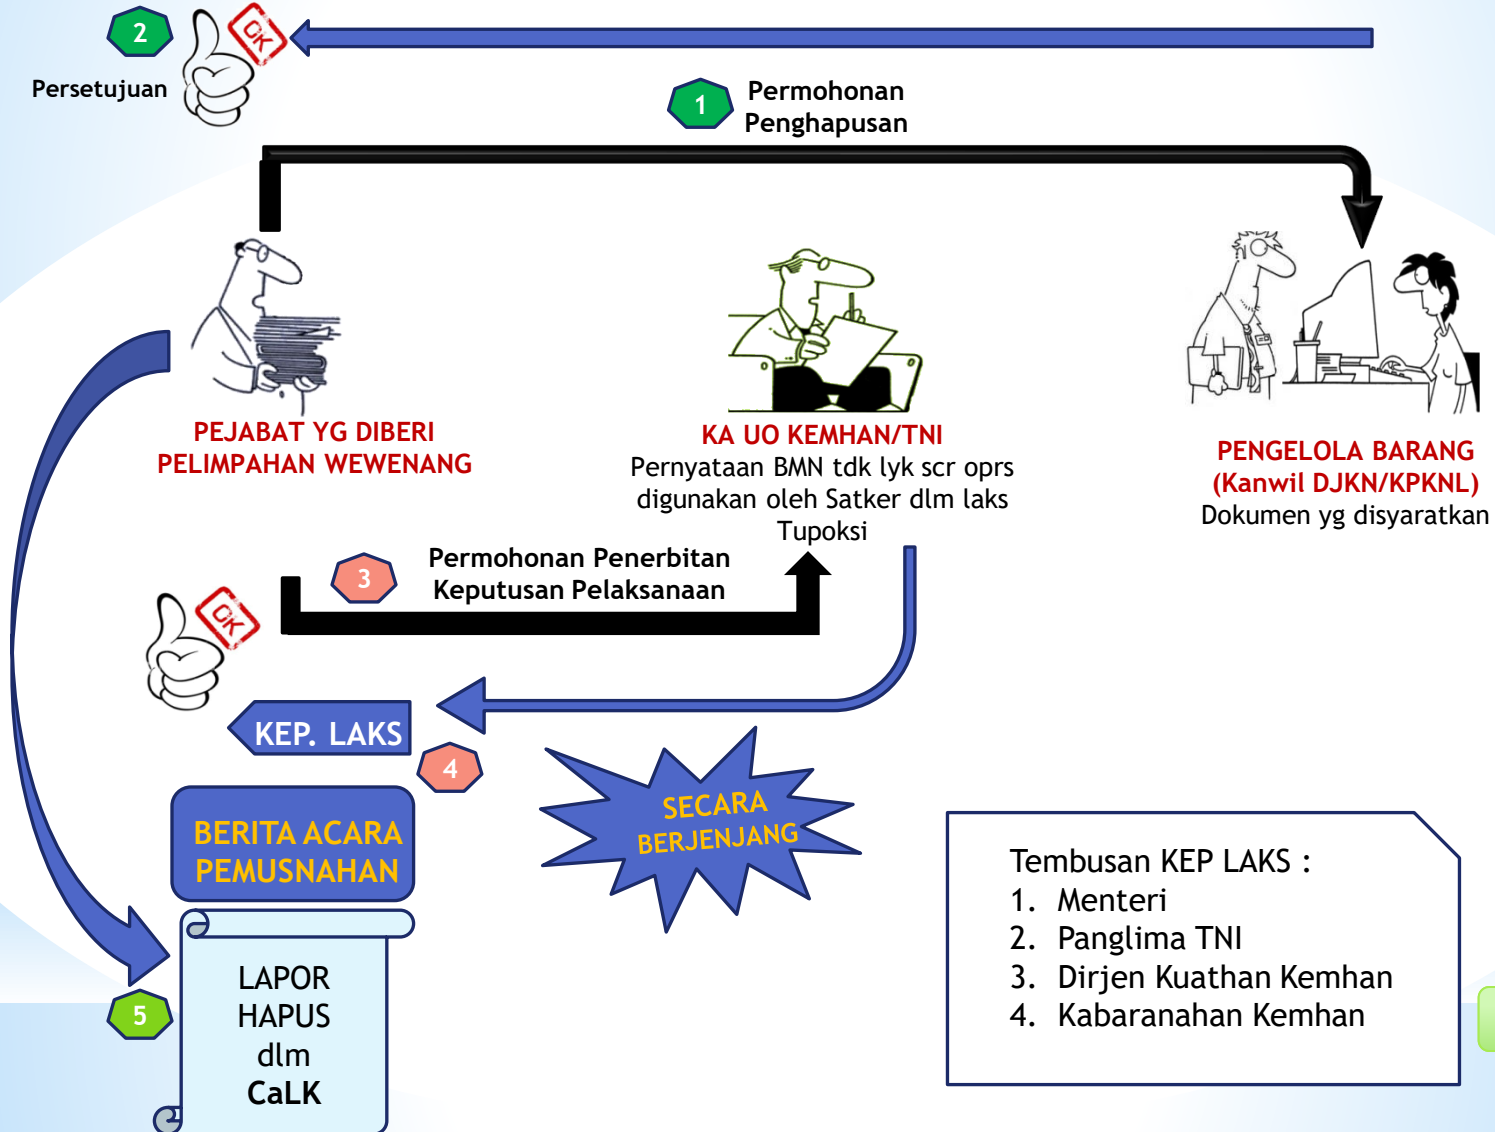 2
OK
Persetujuan
1
Permohonan
Penghapusan
PEJABAT YG DIBERI
PELIMPAHAN WEWENANG
KA UO KEMHAN/TNI
Pernyataan BMN tdk lyk scr oprs
digunakan oleh Satker dlm laks
Tupoksi
PENGELOLA BARANG
(Kanwil DJKN/KPKNL)
Dokumen yg disyaratkan
3
Permohonan Penerbitan
Keputusan Pelaksanaan
OK
KEP. LAKS
4
SECARA
BERJENJANG
BERITA ACARA
PEMUSNAHAN
5
LAPOR
HAPUS
dlm
CaLK
Tembusan KEP LAKS :
1. Menteri
2. Panglima TNI
3. Dirjen Kuathan Kemhan
4. Kabaranahan Kemhan